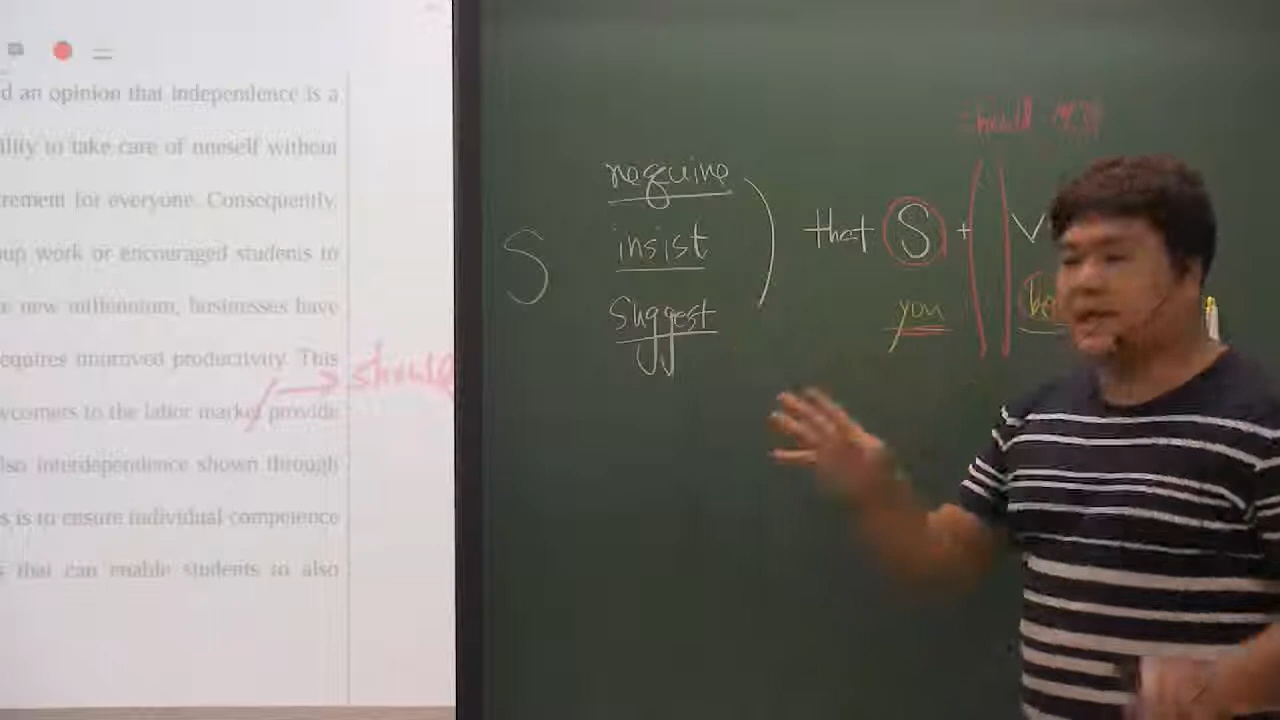 d an opinion that independence is a
ility to take care of oneself without
rement for everyone. Consequently,
oup work or encouraged students to
e new millennium, businesses have
equires improved productivity. This
should
wcomers to the labor market provide
lso interdependence shown through
s is to ensure individual competence
s that can enable students to also
should
require
S insist ) that S + V
suggest
you be